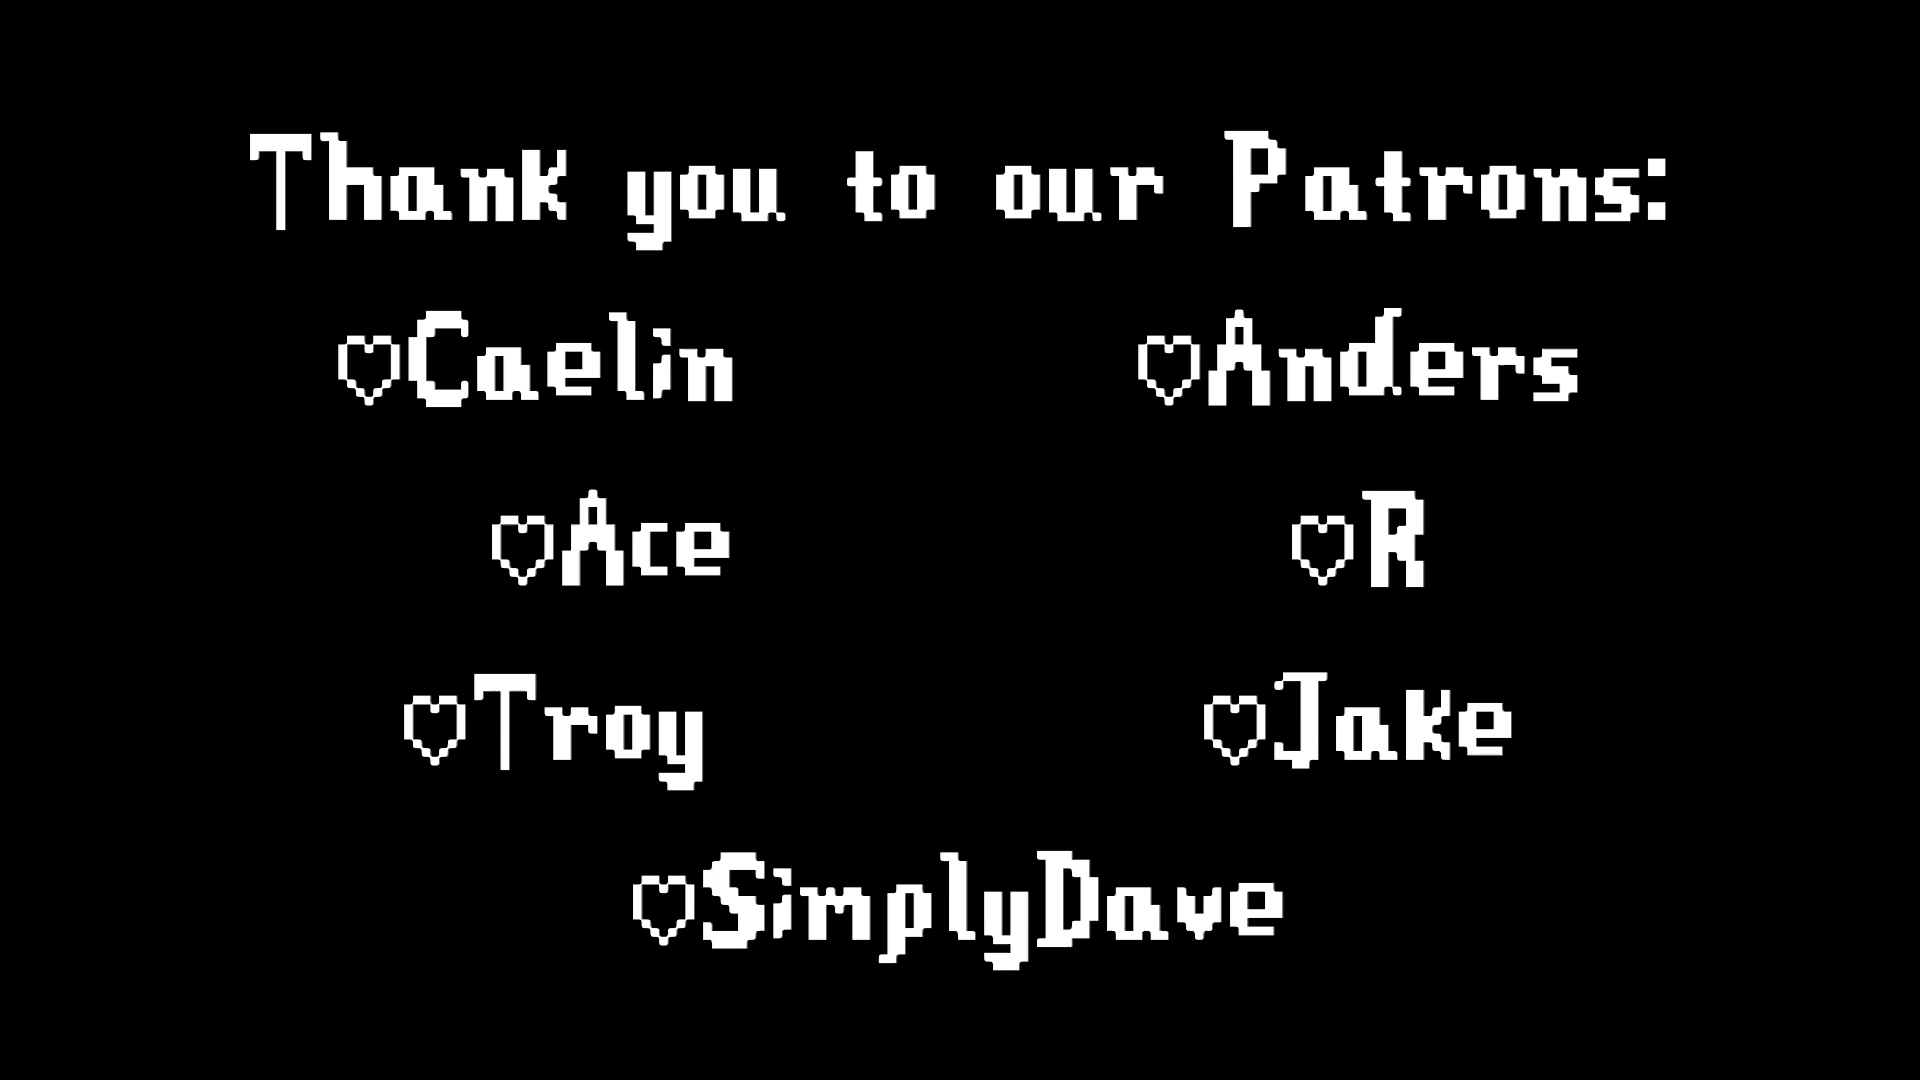 Thank you to our Patrons:
♡Caelin ♡Anders
♡Ace ♡R
♡Troy ♡Jake
♡SimplyDave